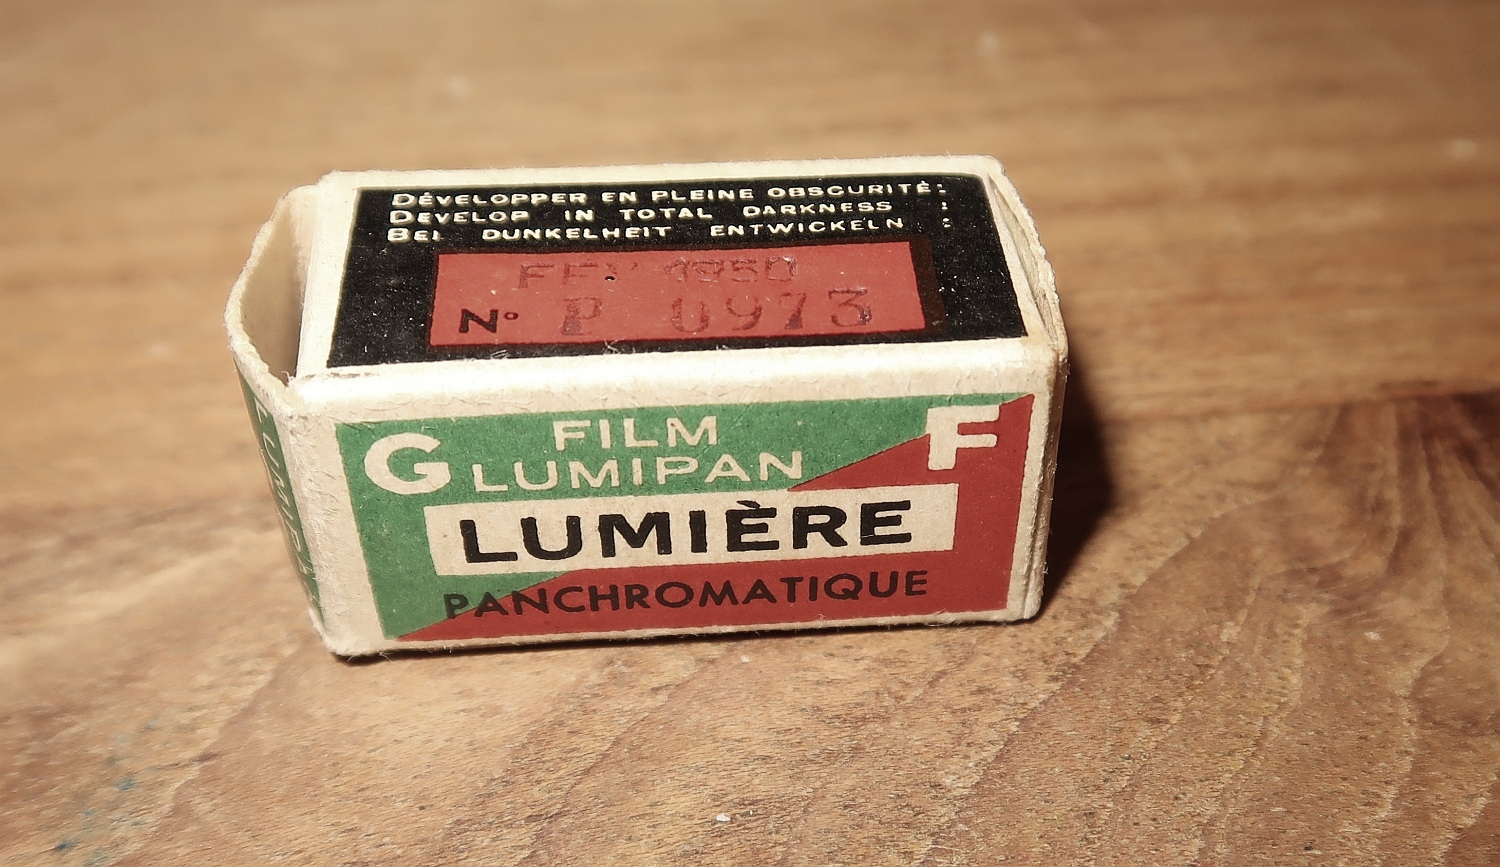 DÉVELOPPER EN PLEINE OBSCURITÉ:
DEVELOP IN TOTAL DARKNESS :
BEI DUNKELHEIT ENTWICKELN :
FEV 1950
No P 0973
G FILM F
LUMIPAN
LUMIÈRE
PANCHROMATIQUE